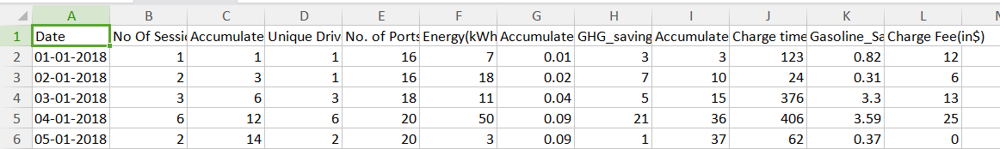 A B C D E F G H I J K L
1 Date No Of Sessi Accumulate Unique Driv No. of Ports Energy(kWh Accumulate GHG_saving Accumulate Charge time Gasoline_Sa Charge Fee(in$)
2 01-01-2018 1 1 1 16 7 0.01 3 3 123 0.82 12
3 02-01-2018 2 3 1 16 18 0.02 7 10 24 0.31 6
4 03-01-2018 3 6 3 18 11 0.04 5 15 376 3.3 13
5 04-01-2018 6 12 6 20 50 0.09 21 36 406 3.59 25
6 05-01-2018 2 14 2 20 3 0.09 1 37 62 0.37 0